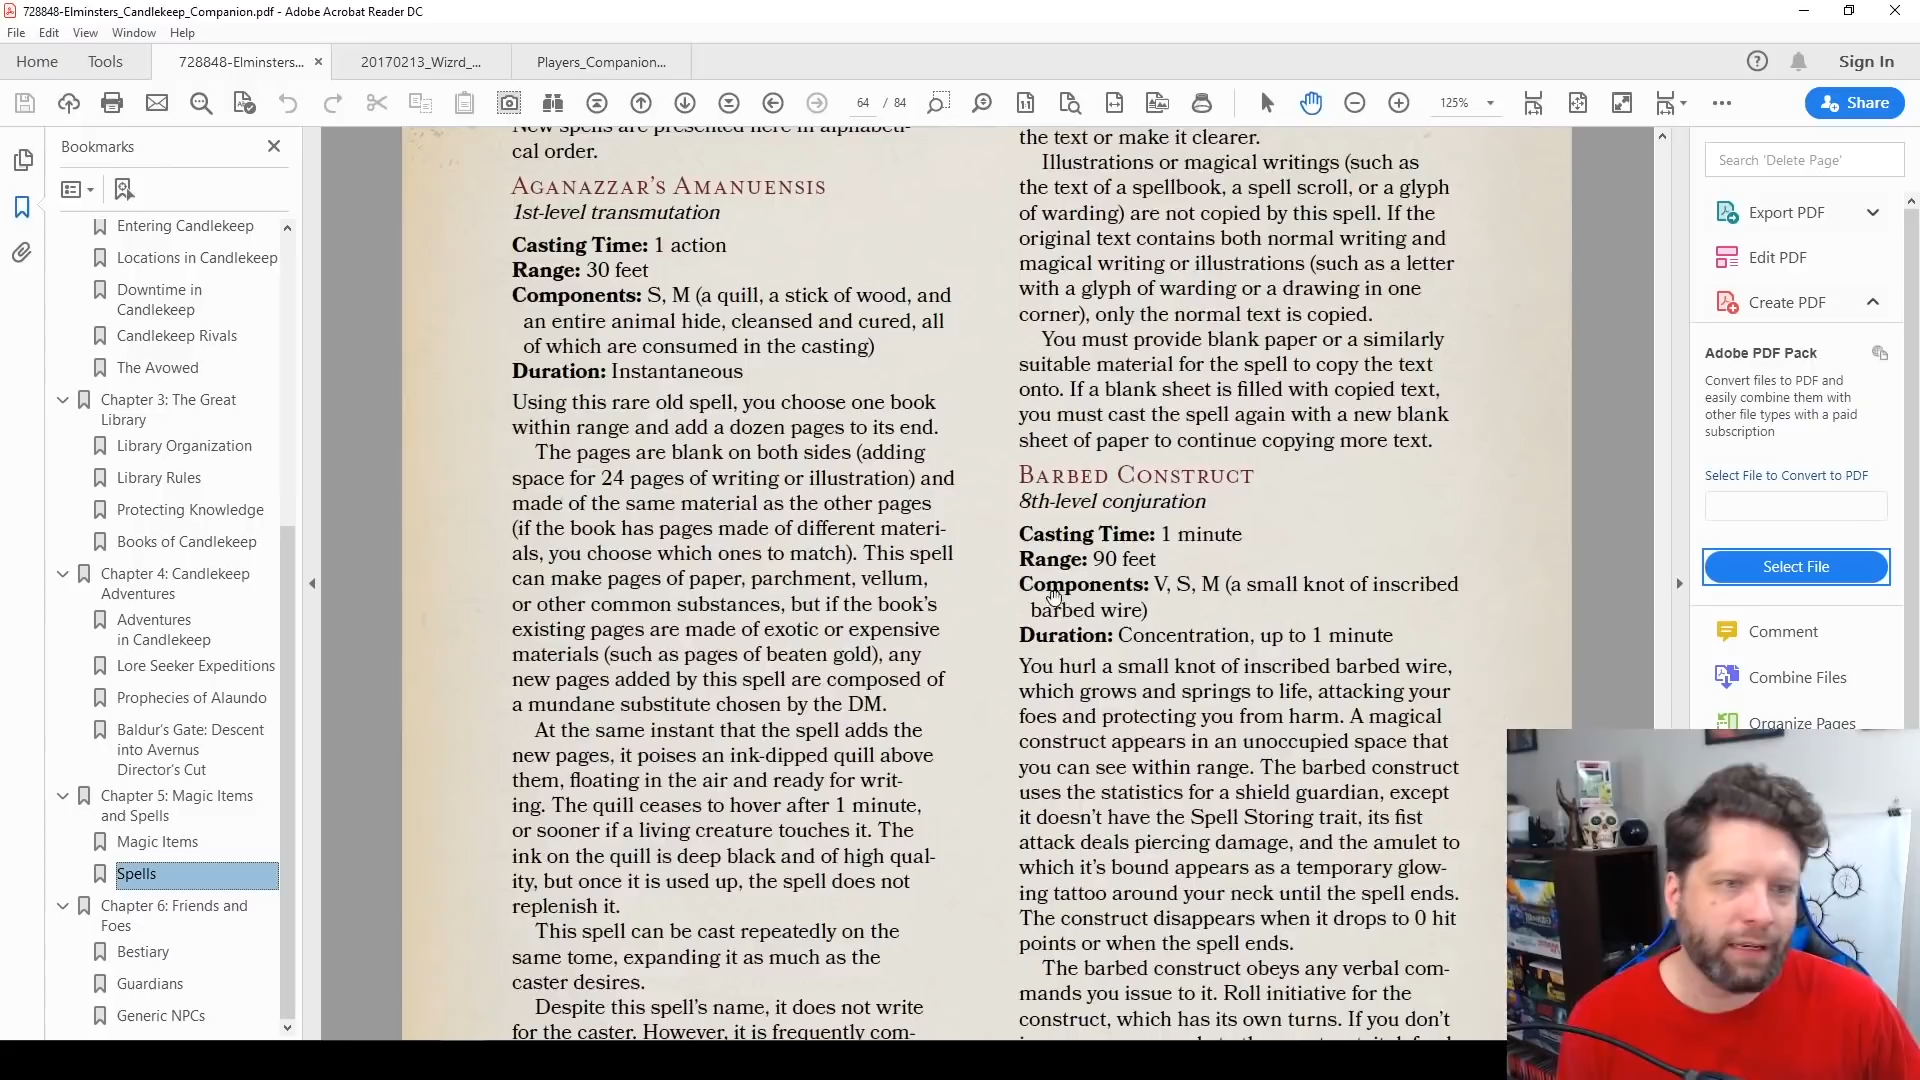 728848-Elminsters_Candlekeep_Companion.pdf - Adobe Acrobat Reader DC
File Edit View Window Help
Home Tools 728848-Elminsters... 20170213_Wizrd_... Players_Companion... Sign In
64 / 84 125% Share
Bookmarks
Entering Candlekeep
Locations in Candlekeep
Downtime in
Candlekeep
Candlekeep Rivals
The Avowed
Chapter 3: The Great
Library
Library Organization
Library Rules
Protecting Knowledge
Books of Candlekeep
Chapter 4: Candlekeep
Adventures
Adventures
in Candlekeep
Lore Seeker Expeditions
Prophecies of Alaundo
Baldur's Gate: Descent
into Avernus
Director's Cut
Chapter 5: Magic Items
and Spells
Magic Items
Spells
Chapter 6: Friends and
Foes
Bestiary
Guardians
Generic NPCs
New spells are presented here in alphabeti-
cal order.
Aganazzar's Amanuensis
1st-level transmutation
Casting Time: 1 action
Range: 30 feet
Components: S, M (a quill, a stick of wood, and
an entire animal hide, cleansed and cured, all
of which are consumed in the casting)
Duration: Instantaneous
Using this rare old spell, you choose one book
within range and add a dozen pages to its end.
The pages are blank on both sides (adding
space for 24 pages of writing or illustration) and
made of the same material as the other pages
(if the book has pages made of different materi-
als, you choose which ones to match). This spell
can make pages of paper, parchment, vellum,
or other common substances, but if the book's
existing pages are made of exotic or expensive
materials (such as pages of beaten gold), any
new pages added by this spell are composed of
a mundane substitute chosen by the DM.
At the same instant that the spell adds the
new pages, it poises an ink-dipped quill above
them, floating in the air and ready for writ-
ing. The quill ceases to hover after 1 minute,
or sooner if a living creature touches it. The
ink on the quill is deep black and of high qual-
ity, but once it is used up, the spell does not
replenish it.
This spell can be cast repeatedly on the
same tome, expanding it as much as the
caster desires.
Despite this spell's name, it does not write
for the caster. However, it is frequently com-
the text or make it clearer.
Illustrations or magical writings (such as
the text of a spellbook, a spell scroll, or a glyph
of warding) are not copied by this spell. If the
original text contains both normal writing and
magical writing or illustrations (such as a letter
with a glyph of warding or a drawing in one
corner), only the normal text is copied.
You must provide blank paper or a similarly
suitable material for the spell to copy the text
onto. If a blank sheet is filled with copied text,
you must cast the spell again with a new blank
sheet of paper to continue copying more text.
Barbed Construct
8th-level conjuration
Casting Time: 1 minute
Range: 90 feet
Components: V, S, M (a small knot of inscribed
barbed wire)
Duration: Concentration, up to 1 minute
You hurl a small knot of inscribed barbed wire,
which grows and springs to life, attacking your
foes and protecting you from harm. A magical
construct appears in an unoccupied space that
you can see within range. The barbed construct
uses the statistics for a shield guardian, except
it doesn't have the Spell Storing trait, its fist
attack deals piercing damage, and the amulet to
which it's bound appears as a temporary glow-
ing tattoo around your neck until the spell ends.
The construct disappears when it drops to 0 hit
points or when the spell ends.
The barbed construct obeys any verbal com-
mands you issue to it. Roll initiative for the
construct, which has its own turns. If you don't
Search 'Delete Page'
Export PDF
Edit PDF
Create PDF
Adobe PDF Pack
Convert files to PDF and
easily combine them with
other file types with a paid
subscription
Select File to Convert to PDF
Select File
Comment
Combine Files
Organize Pages